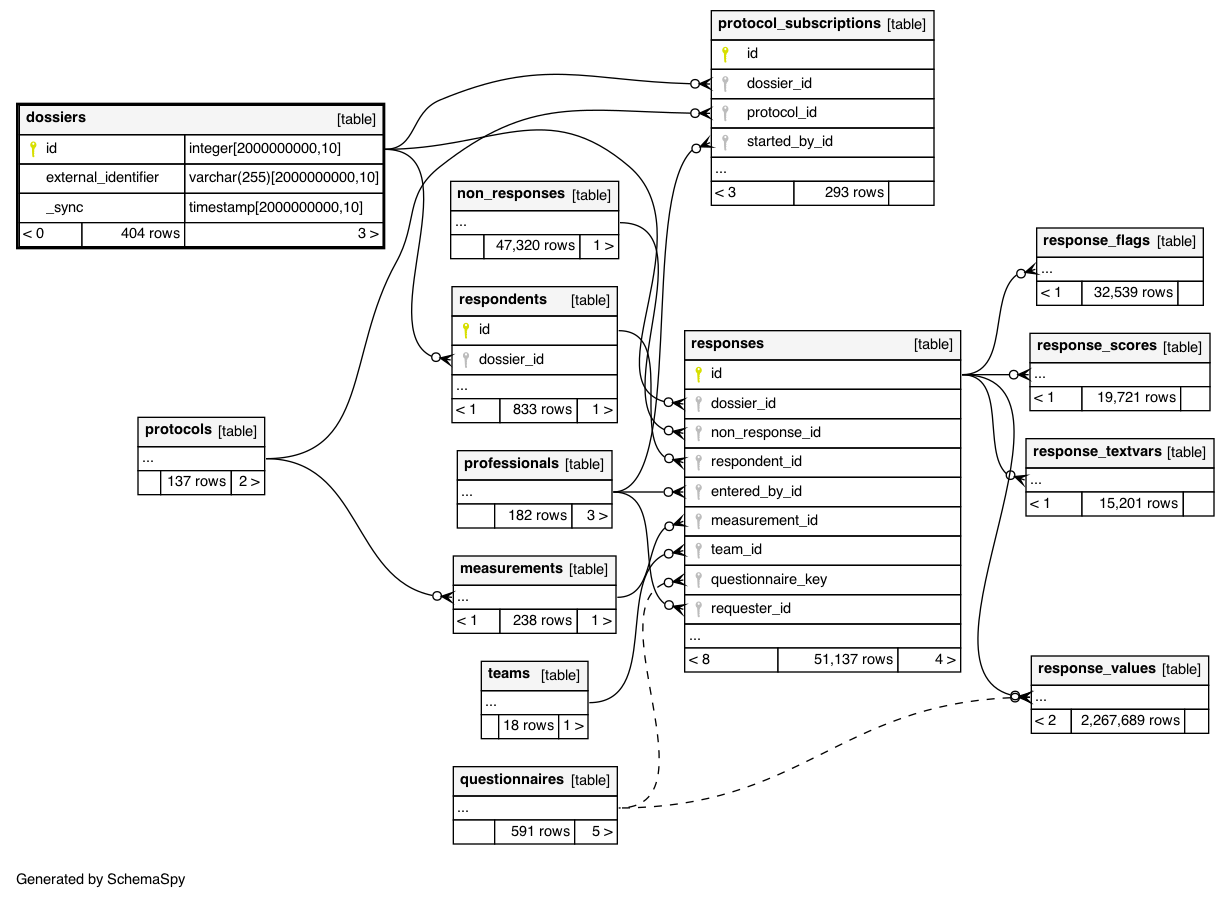 protocol_subscriptions [table]
id
dossier_id
protocol_id
started_by_id
...
< 3 293 rows
dossiers [table]
id integer[2000000000,10]
external_identifier varchar(255)[2000000000,10]
_sync timestamp[2000000000,10]
< 0 404 rows 3 >
non_responses [table]
...
47,320 rows 1 >
respondents [table]
id
dossier_id
...
< 1 833 rows 1 >
protocols [table]
...
137 rows 2 >
professionals [table]
...
182 rows 3 >
measurements [table]
...
< 1 238 rows 1 >
teams [table]
...
18 rows 1 >
questionnaires [table]
...
591 rows 5 >
responses [table]
id
dossier_id
non_response_id
respondent_id
entered_by_id
measurement_id
team_id
questionnaire_key
requester_id
...
< 8 51,137 rows 4 >
response_flags [table]
...
< 1 32,539 rows
response_scores [table]
...
< 1 19,721 rows
response_textvars [table]
...
< 1 15,201 rows
response_values [table]
...
< 2 2,267,689 rows
Generated by SchemaSpy